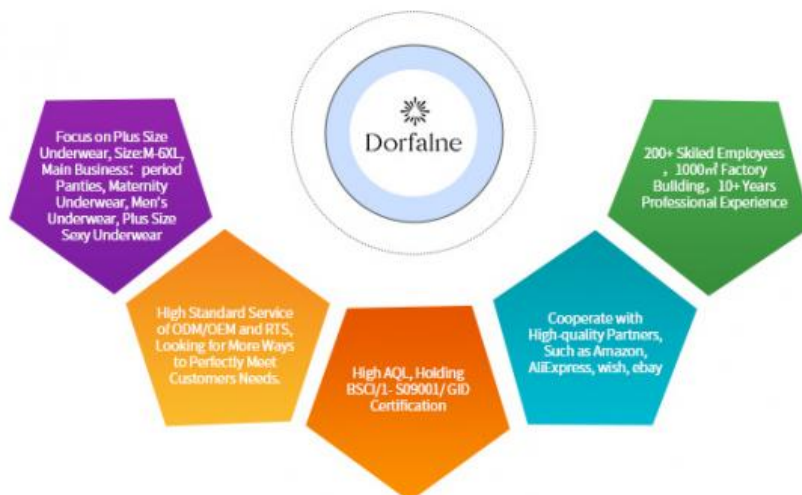 Dorfalne
Focus on Plus Size
Underwear, Size:M-6XL,
Main Business：period
Panties, Maternity
Underwear, Men's
Underwear, Plus Size
Sexy Underwear
High Standard Service
of ODM/OEM and RTS,
Looking for More Ways
to Perfectly Meet
Customers Needs.
High AQL, Holding
BSCI/1- S09001/ GID
Certification
Cooperate with
High-quality Partners,
Such as Amazon,
AliExpress, wish, ebay
200+ Skiled Employees
，1000㎡ Factory
Building，10+ Years
Professional Experience